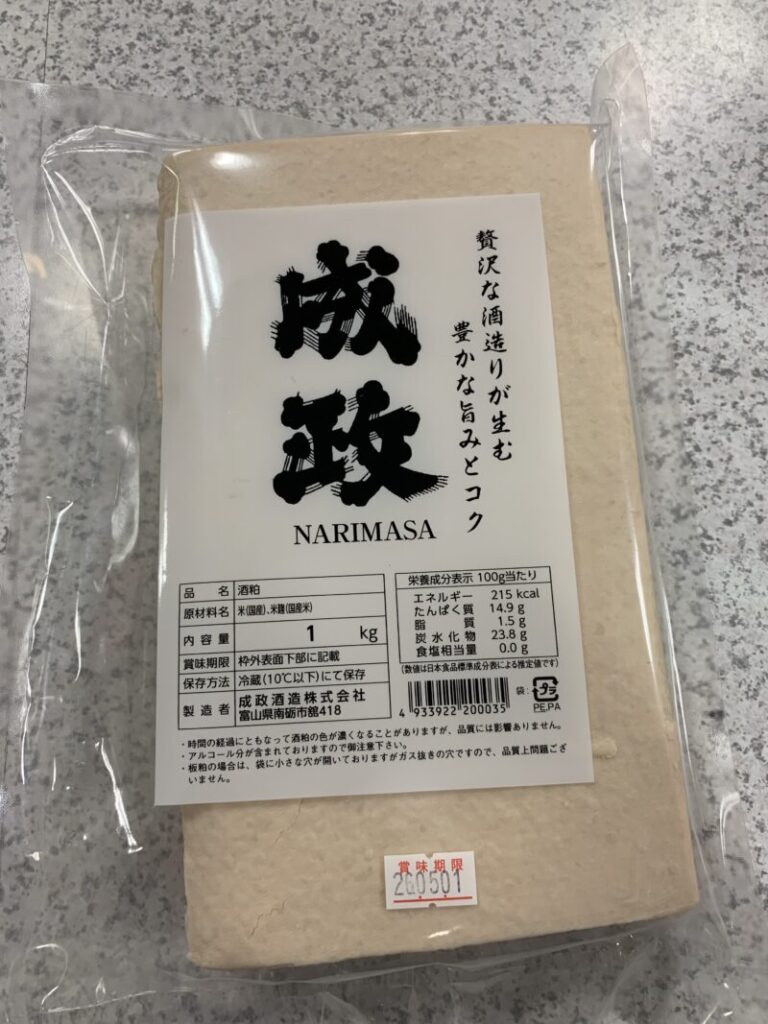 贅沢な酒造りが生む
豊かな旨みとコク
成政
NARIMASA
品名 酒粕
原材料名 米(国産)、米麹(国産米)
内容量 1 kg
賞味期限 枠外表面下部に記載
保存方法 冷蔵(10℃以下)にて保存
製造者 成政酒造株式会社
富山県南砺市舘418
栄養成分表示 100g当たり
エネルギー 215 kcal
たんぱく質 14.9 g
脂質 1.5 g
炭水化物 23.8 g
食塩相当量 0.0 g
(数値は日本食品標準成分表による推定値です)
4 933922 200035
袋: プラ
PE,PA
・時間の経過にともなって酒粕の色が濃くなることがありますが、品質には影響ありません。
・アルコール分が含まれておりますので御注意下さい。
・板粕の場合は、袋に小さな穴が開いておりますがガス抜きの穴ですので、品質上問題ござ
いません。
賞味期限
26.05.01